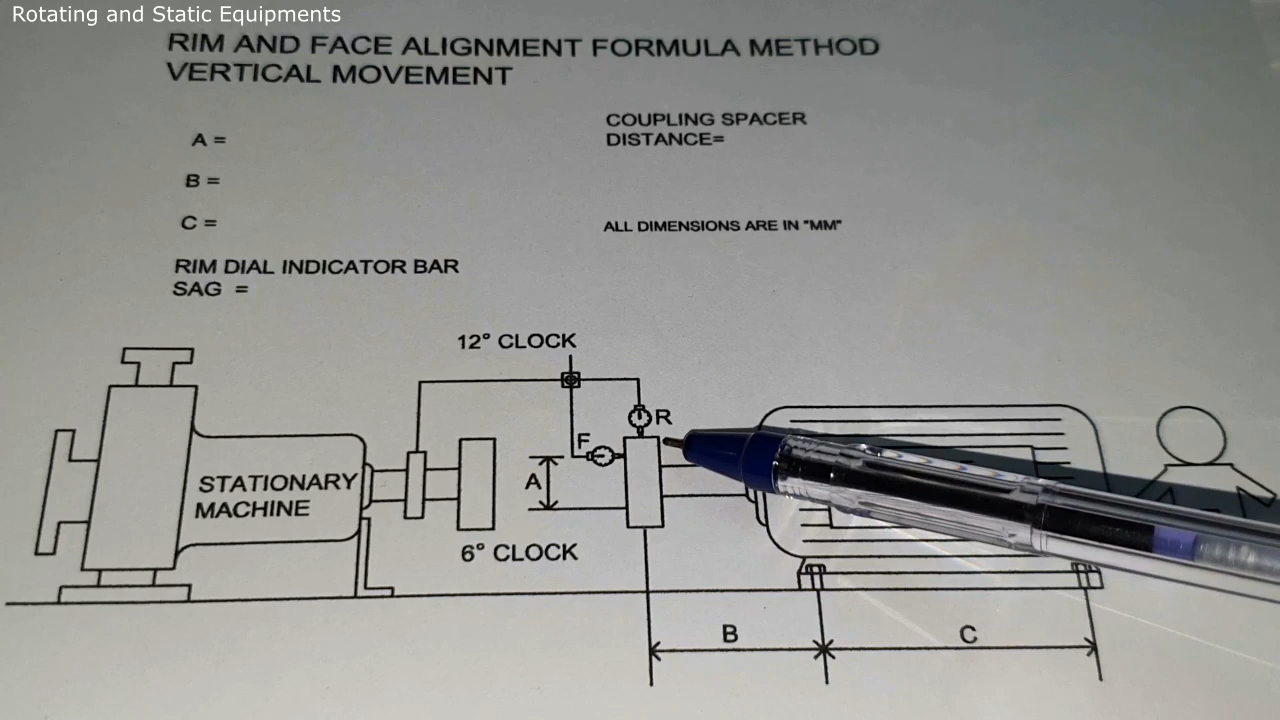 Rotating and Static Equipments
RIM AND FACE ALIGNMENT FORMULA METHOD
VERTICAL MOVEMENT
A =
COUPLING SPACER
DISTANCE=
B =
C =
ALL DIMENSIONS ARE IN "MM"
RIM DIAL INDICATOR BAR
SAG =
12° CLOCK
R
F
A
STATIONARY
MACHINE
6° CLOCK
B
C